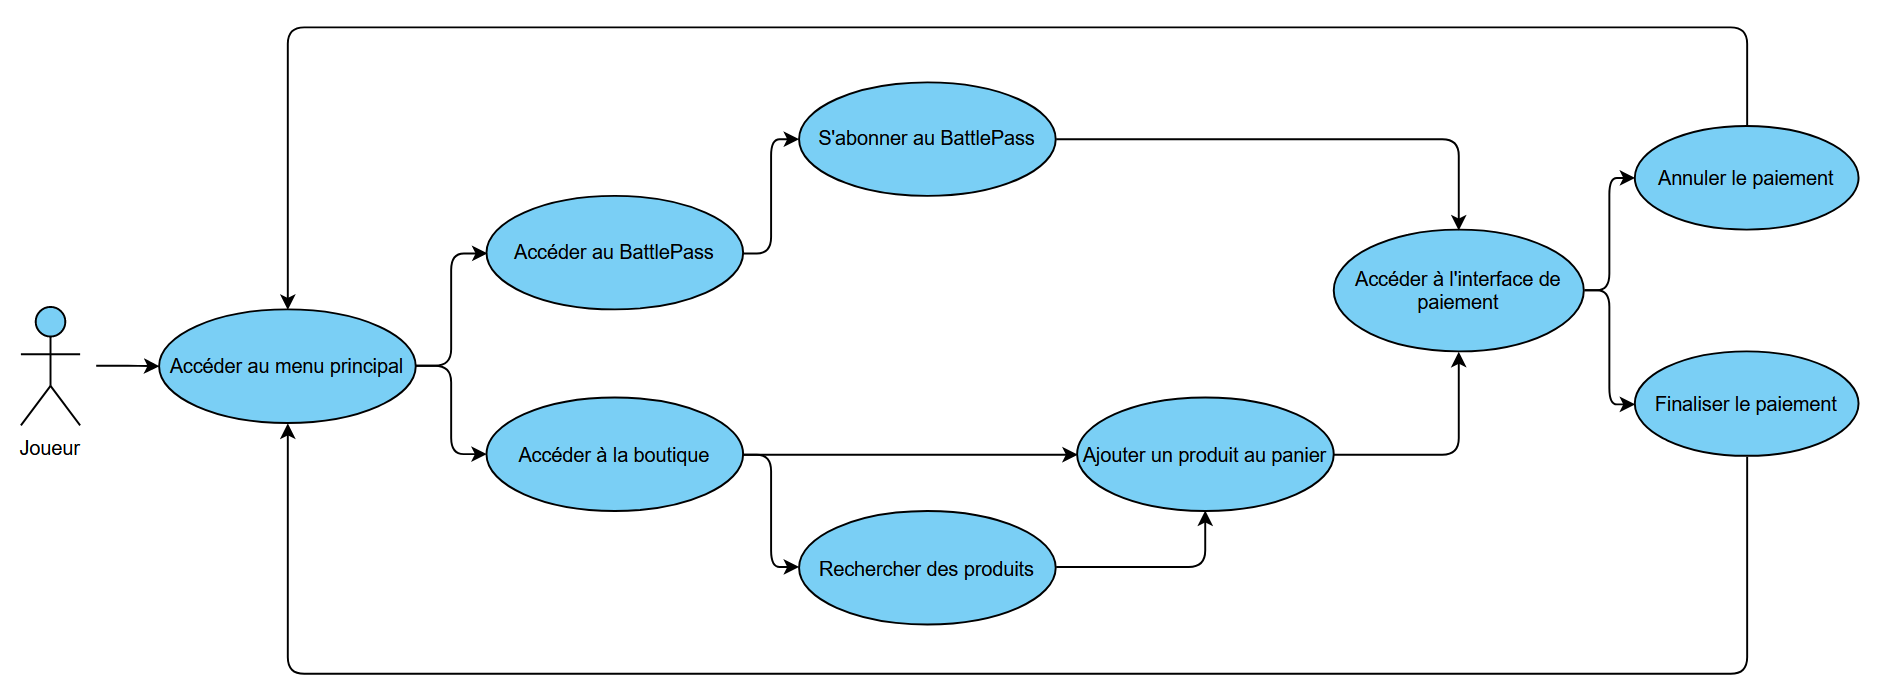 S'abonner au BattlePass
Annuler le paiement
Accéder au BattlePass
Accéder à l'interface de
paiement
Accéder au menu principal
Joueur
Finaliser le paiement
Accéder à la boutique
Ajouter un produit au panier
Rechercher des produits